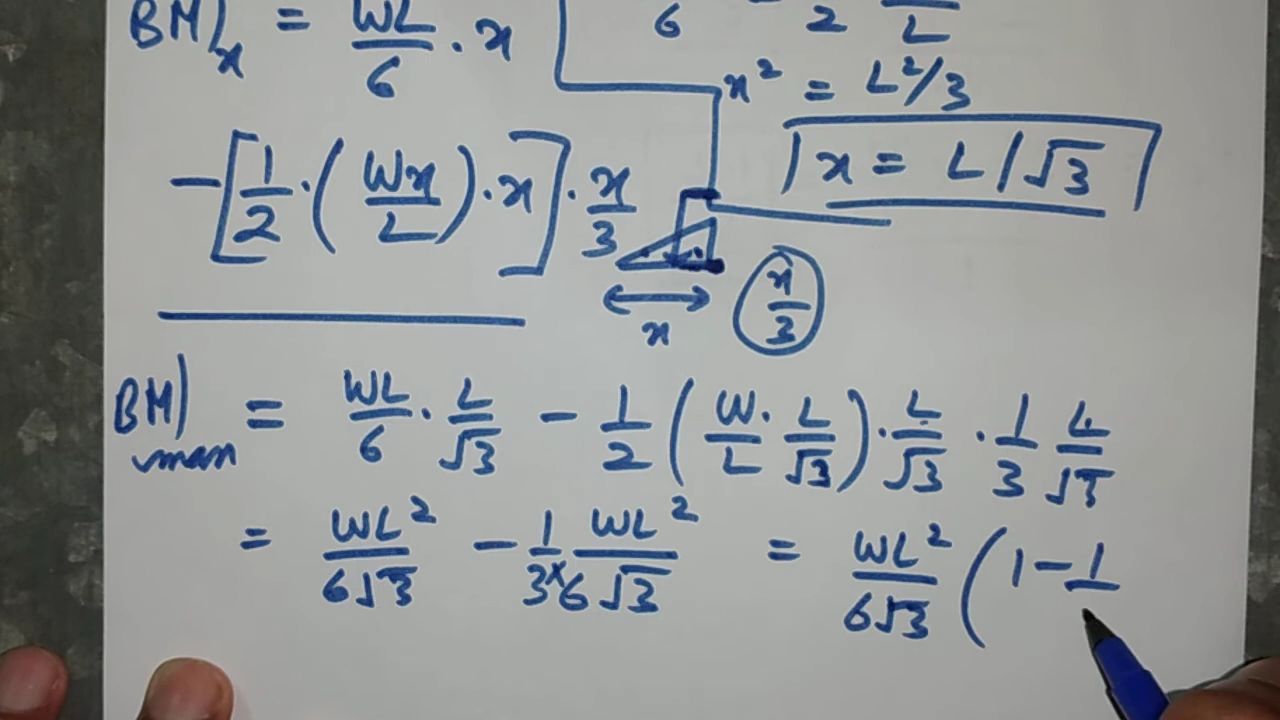 BM)x = WL/6 . x
6 2 L
x² = L²/3
x = L/√3
-[1/2 . (Wx/L) . x] . x/3
x
x/3
BM)max = WL/6 . L/√3 - 1/2 (W/L . L/√3) . L/√3 . 1/3 L/√3
= WL²/6√3 - 1/3×6 WL²/√3 = WL²/6√3 (1 - 1